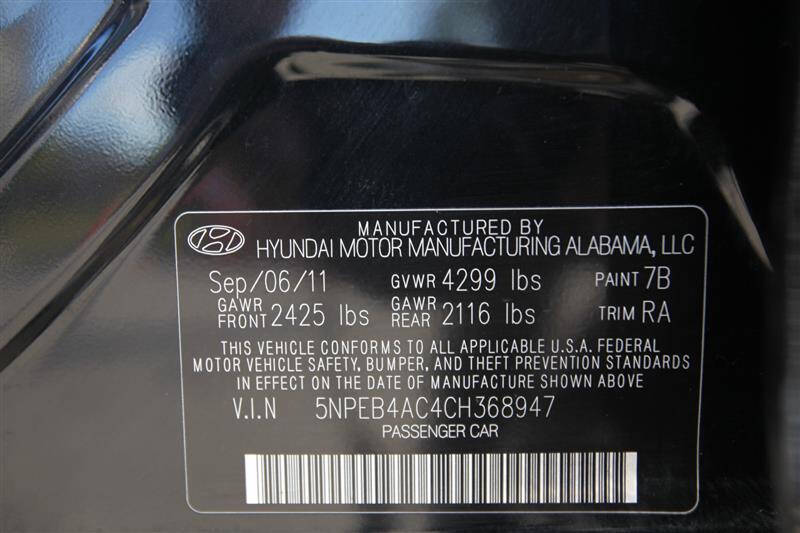 MANUFACTURED BY
HYUNDAI MOTOR MANUFACTURING ALABAMA, LLC
Sep/06/11 GVWR 4299 lbs PAINT 7B
GAWR FRONT 2425 lbs GAWR REAR 2116 lbs TRIM RA
THIS VEHICLE CONFORMS TO ALL APPLICABLE U.S.A. FEDERAL
MOTOR VEHICLE SAFETY, BUMPER, AND THEFT PREVENTION STANDARDS
IN EFFECT ON THE DATE OF MANUFACTURE SHOWN ABOVE
V.I.N 5NPEB4AC4CH368947
PASSENGER CAR